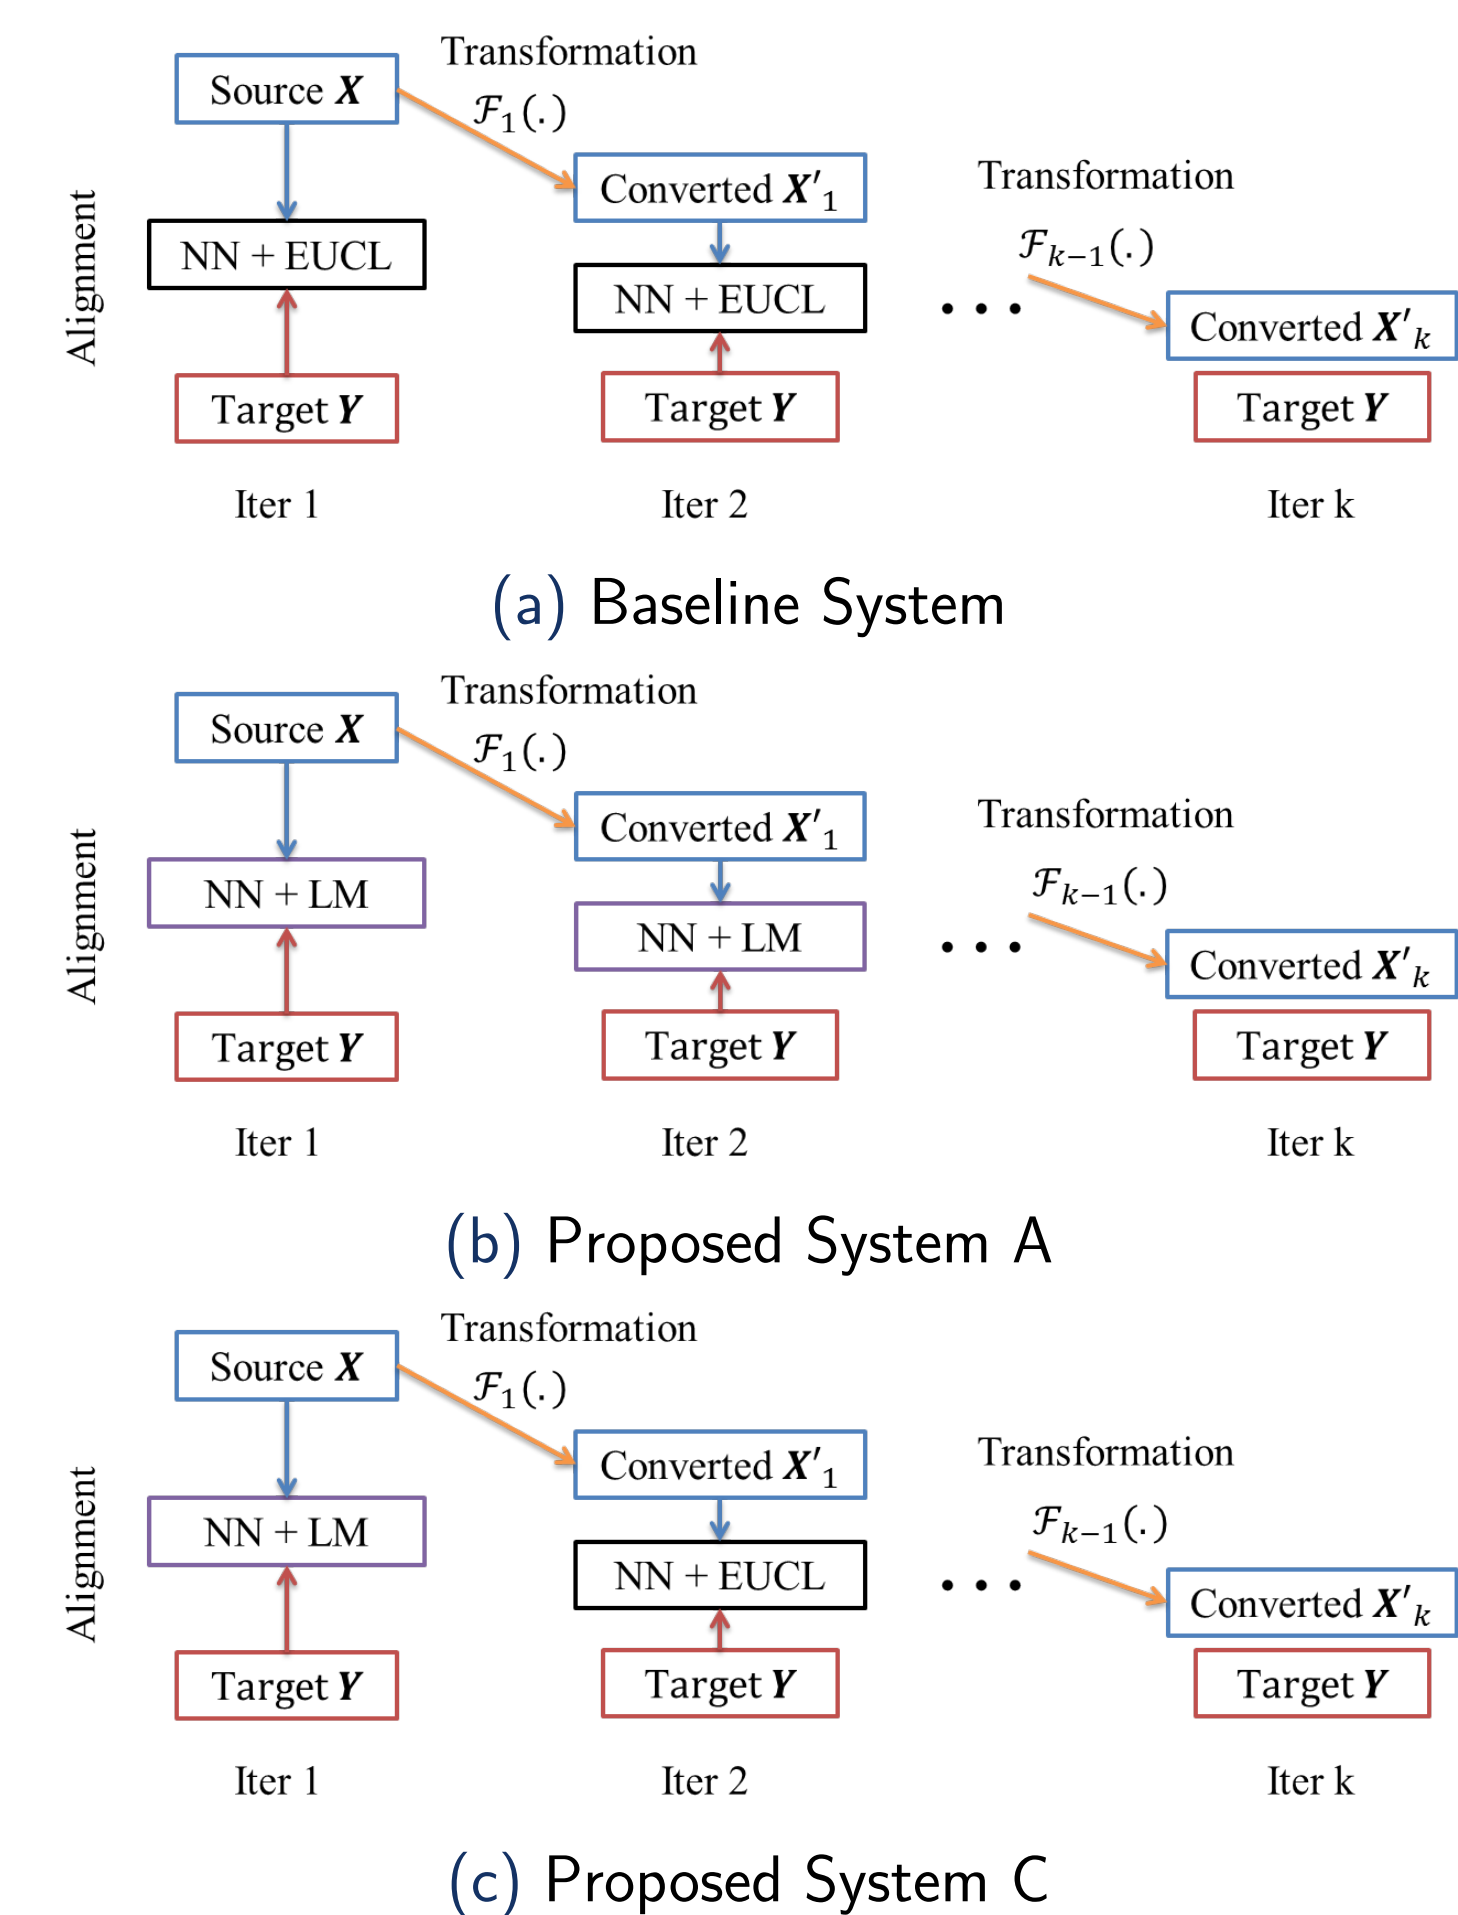 Transformation
Source X
ℱ₁(.)
Converted X′₁
Transformation
Alignment
NN + EUCL
ℱₖ₋₁(.)
NN + EUCL
. . .
Converted X′ₖ
Target Y
Target Y
Target Y
Iter 1
Iter 2
Iter k
(a) Baseline System
Transformation
Source X
ℱ₁(.)
Converted X′₁
Transformation
Alignment
NN + LM
ℱₖ₋₁(.)
NN + LM
. . .
Converted X′ₖ
Target Y
Target Y
Target Y
Iter 1
Iter 2
Iter k
(b) Proposed System A
Transformation
Source X
ℱ₁(.)
Converted X′₁
Transformation
Alignment
NN + LM
ℱₖ₋₁(.)
NN + EUCL
. . .
Converted X′ₖ
Target Y
Target Y
Target Y
Iter 1
Iter 2
Iter k
(c) Proposed System C